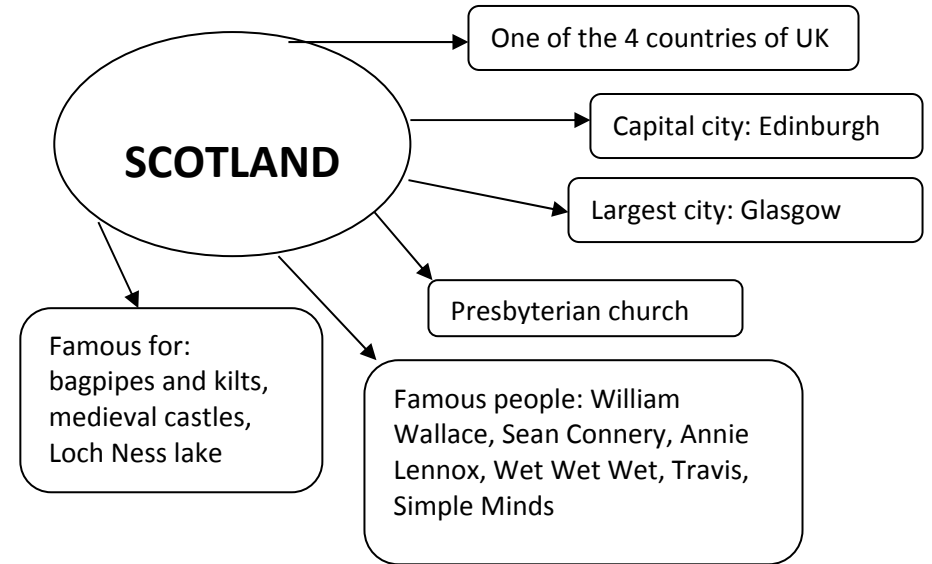 One of the 4 countries of UK
Capital city: Edinburgh
SCOTLAND
Largest city: Glasgow
Presbyterian church
Famous for:
bagpipes and kilts,
medieval castles,
Loch Ness lake
Famous people: William
Wallace, Sean Connery, Annie
Lennox, Wet Wet Wet, Travis,
Simple Minds